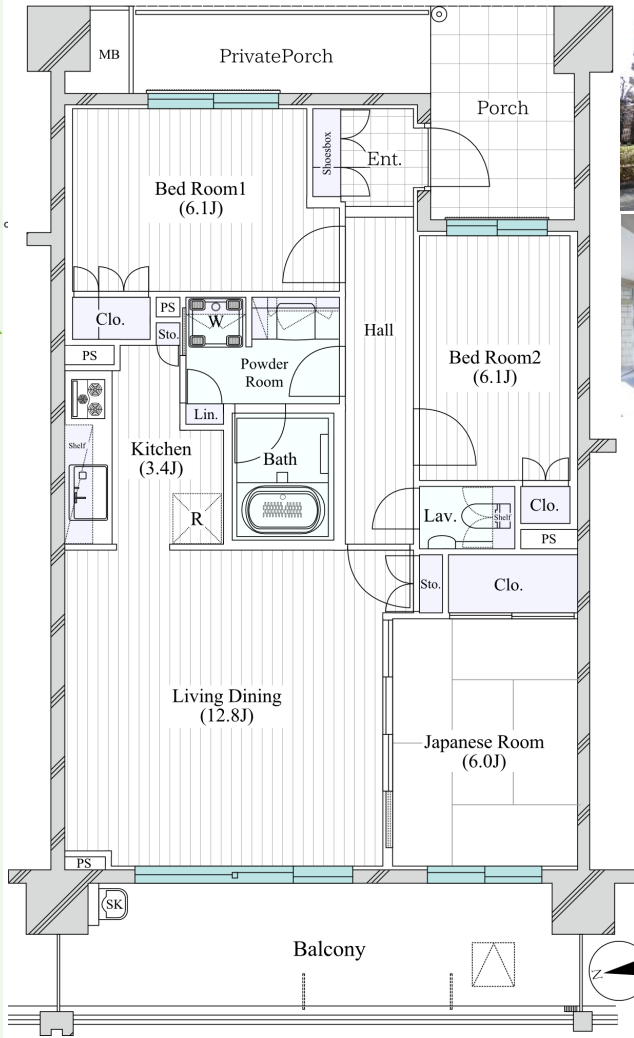 MB
PrivatePorch
Porch
Shoesbox
Ent.
Bed Room1
(6.1J)
Clo.
PS
W
Sto.
PS
Powder
Room
Hall
Bed Room2
(6.1J)
Lin.
Kitchen
(3.4J)
Shelf
Bath
R
Lav.
Shelf
Clo.
PS
Sto.
Clo.
Living Dining
(12.8J)
Japanese Room
(6.0J)
PS
SK
Balcony
N